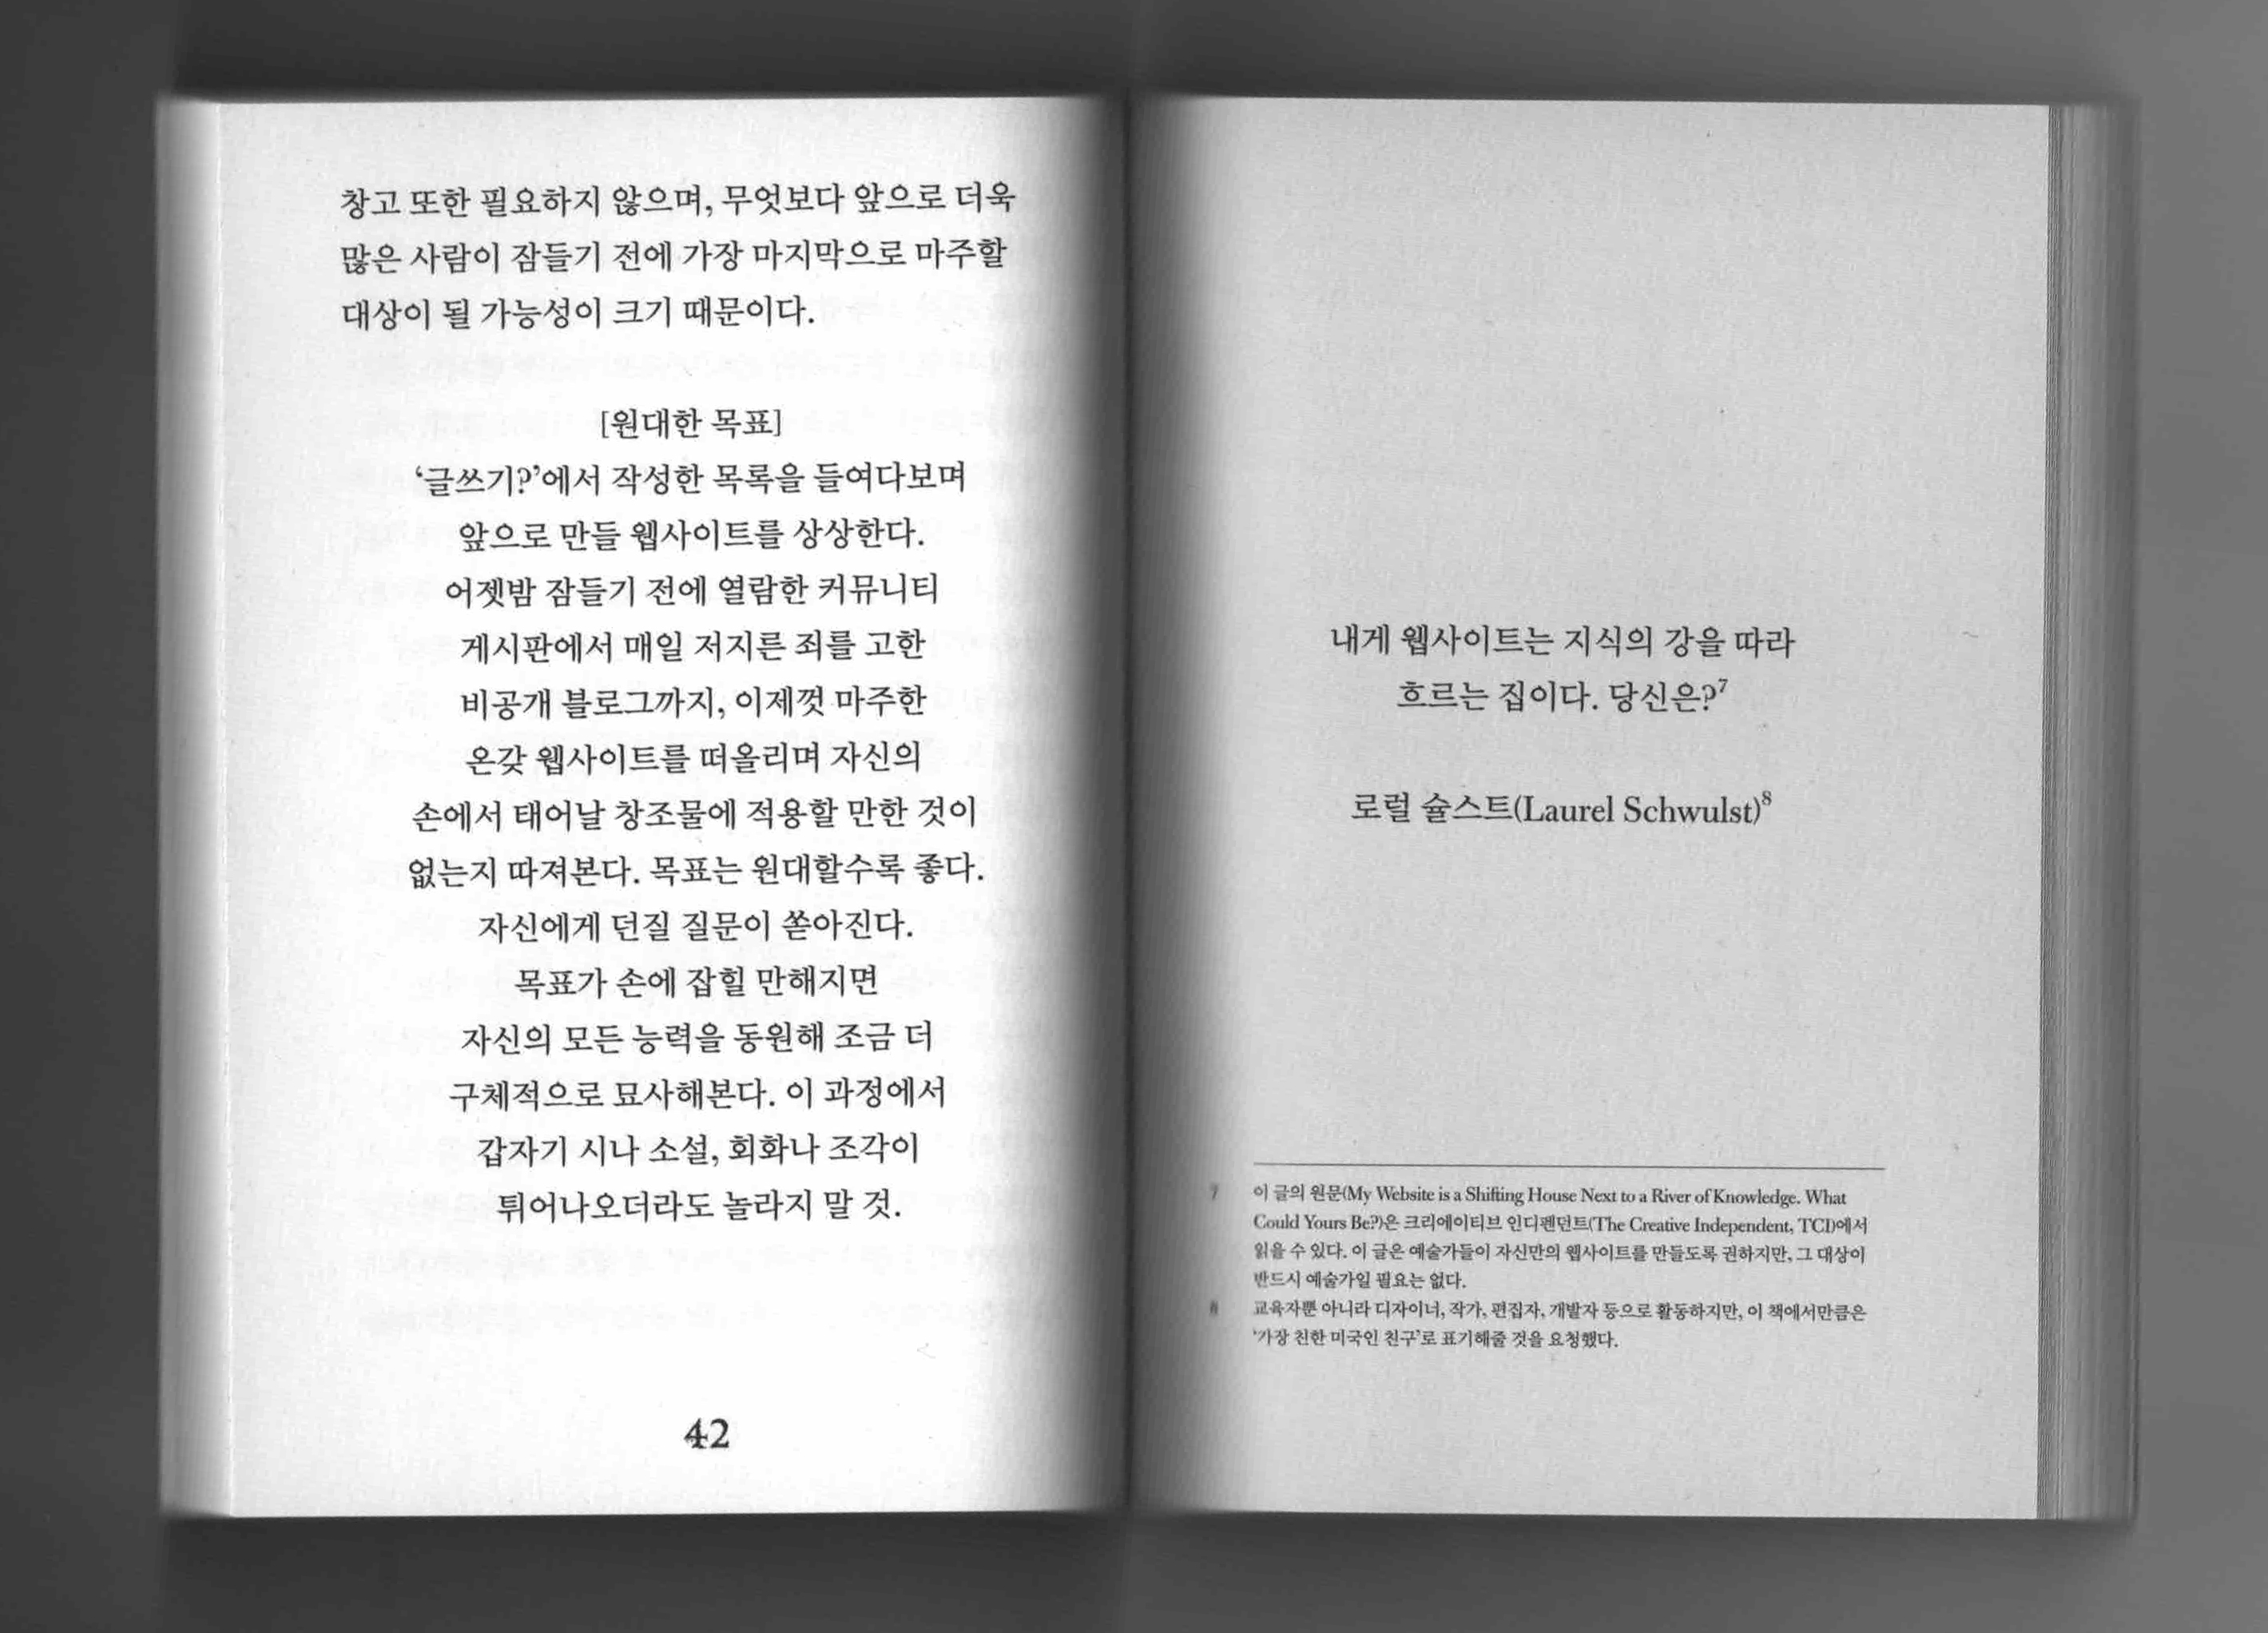 창고 또한 필요하지 않으며, 무엇보다 앞으로 더욱
많은 사람이 잠들기 전에 가장 마지막으로 마주할
대상이 될 가능성이 크기 때문이다.
[원대한 목표]
‘글쓰기?’에서 작성한 목록을 들여다보며
앞으로 만들 웹사이트를 상상한다.
어젯밤 잠들기 전에 열람한 커뮤니티
게시판에서 매일 저지른 죄를 고한
비공개 블로그까지, 이제껏 마주한
온갖 웹사이트를 떠올리며 자신의
손에서 태어날 창조물에 적용할 만한 것이
없는지 따져본다. 목표는 원대할수록 좋다.
자신에게 던질 질문이 쏟아진다.
목표가 손에 잡힐 만해지면
자신의 모든 능력을 동원해 조금 더
구체적으로 묘사해본다. 이 과정에서
갑자기 시나 소설, 회화나 조각이
튀어나오더라도 놀라지 말 것.
42
내게 웹사이트는 지식의 강을 따라
흐르는 집이다. 당신은?⁷
로럴 슐스트(Laurel Schwulst)⁸
7 이 글의 원문(My Website is a Shifting House Next to a River of Knowledge. What
Could Yours Be?)은 크리에이티브 인디펜던트(The Creative Independent, TCI)에서
읽을 수 있다. 이 글은 예술가들이 자신만의 웹사이트를 만들도록 권하지만, 그 대상이
반드시 예술가일 필요는 없다.
8 교육자뿐 아니라 디자이너, 작가, 편집자, 개발자 등으로 활동하지만, 이 책에서만큼은
‘가장 친한 미국인 친구’로 표기해줄 것을 요청했다.